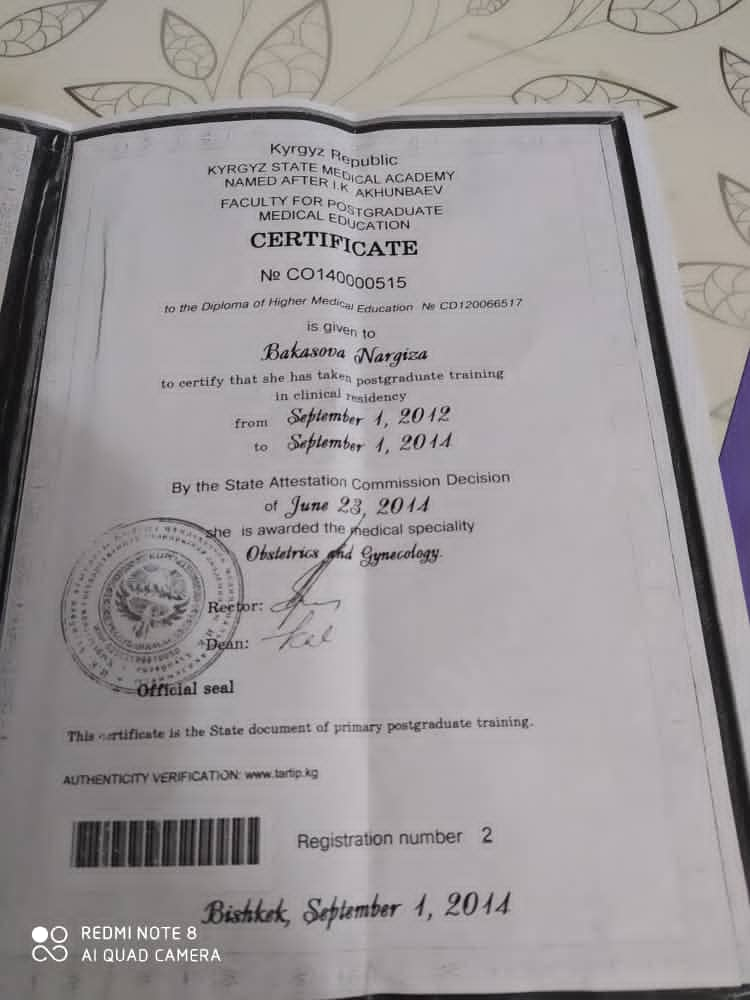 Kyrgyz Republic
KYRGYZ STATE MEDICAL ACADEMY
NAMED AFTER I.K. AKHUNBAEV
FACULTY FOR POSTGRADUATE
MEDICAL EDUCATION
CERTIFICATE
№ CO140000515
to the Diploma of Higher Medical Education № CD120066517
is given to
Bakasova Nargiza
to certify that she has taken postgraduate training
in clinical residency
from September 1, 2012
to September 1, 2014
By the State Attestation Commission Decision
of June 23, 2014
she is awarded the medical speciality
Obstetrics and Gynecology.
Rector:
Dean:
Official seal
This certificate is the State document of primary postgraduate training.
AUTHENTICITY VERIFICATION: www.tartip.kg
Registration number 2
Bishkek, September 1, 2014
REDMI NOTE 8
AI QUAD CAMERA